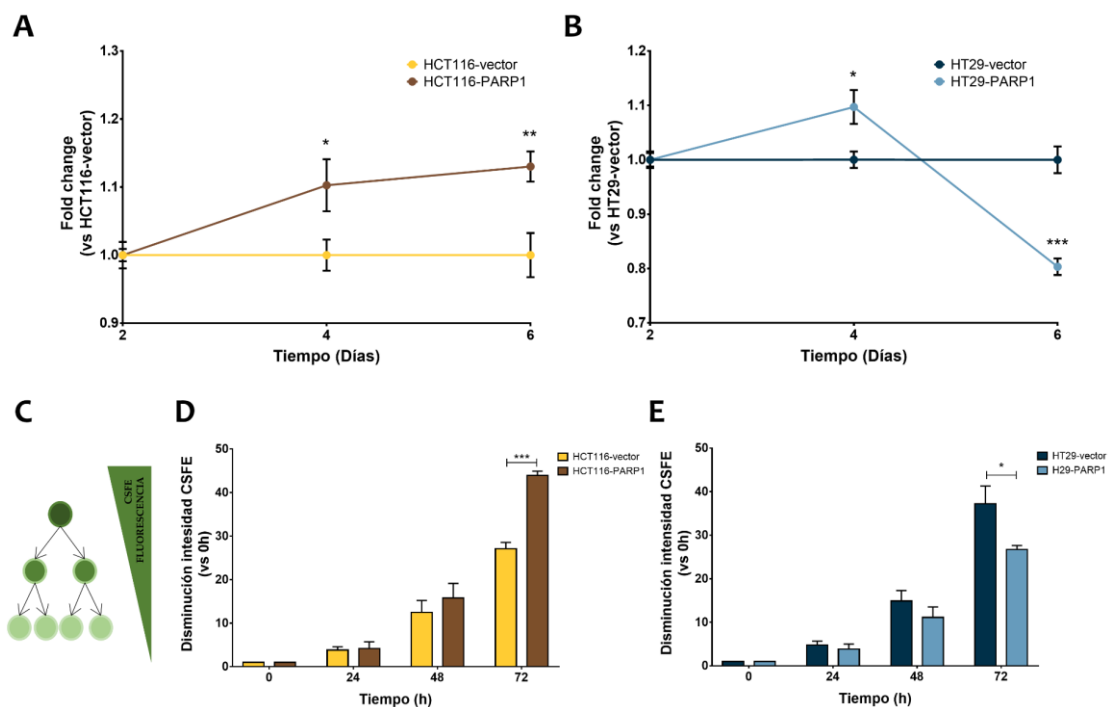 A
Fold change
(vs HCT116-vector)
1.3
1.2
1.1
1.0
0.9
HCT116-vector
HCT116-PARP1
*
**
2
4
6
Tiempo (Días)
B
Fold change
(vs HT29-vector)
1.2
1.1
1.0
0.9
0.8
0.7
HT29-vector
HT29-PARP1
*
***
2
4
6
Tiempo (Días)
C
CSFE
FLUORESCENCIA
D
Disminución intesidad CSFE
(vs 0h)
50
40
30
20
10
0
HCT116-vector
HCT116-PARP1
***
0
24
48
72
Tiempo (h)
E
Disminución intensidad CSFE
(vs 0h)
50
40
30
20
10
0
HT29-vector
H29-PARP1
*
0
24
48
72
Tiempo (h)